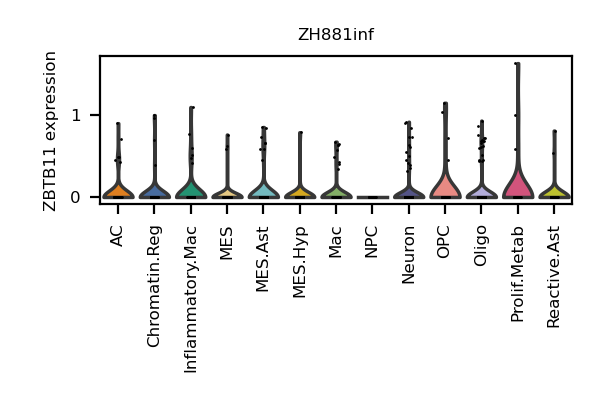 ZH881inf
ZBTB11 expression
1
0
AC
Chromatin.Reg
Inflammatory.Mac
MES
MES.Ast
MES.Hyp
Mac
NPC
Neuron
OPC
Oligo
Prolif.Metab
Reactive.Ast